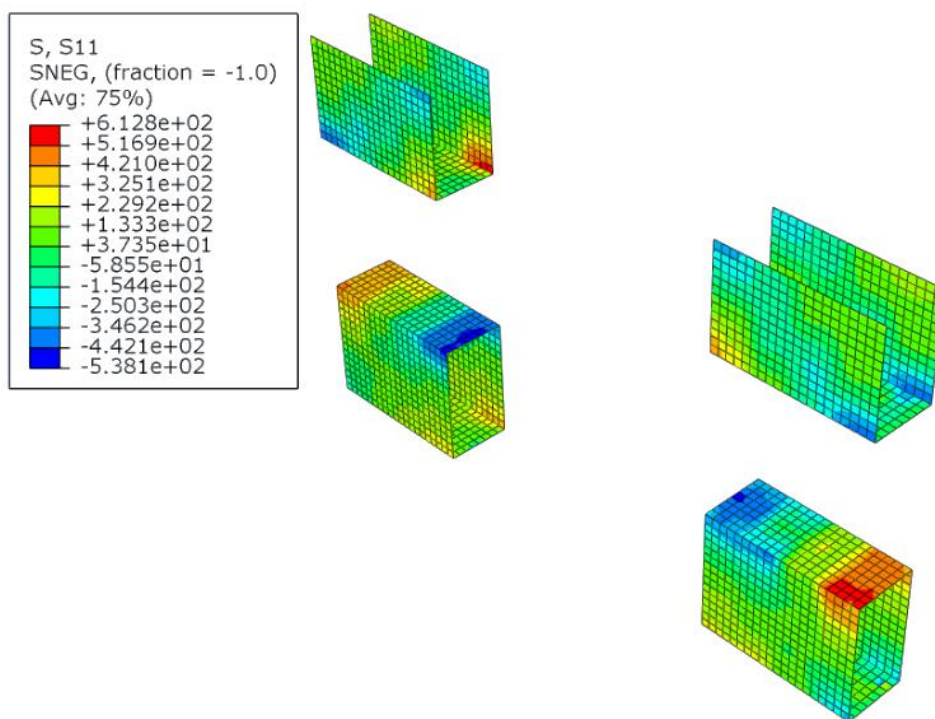 S, S11
SNEG, (fraction = -1.0)
(Avg: 75%)
+6.128e+02
+5.169e+02
+4.210e+02
+3.251e+02
+2.292e+02
+1.333e+02
+3.735e+01
-5.855e+01
-1.544e+02
-2.503e+02
-3.462e+02
-4.421e+02
-5.381e+02